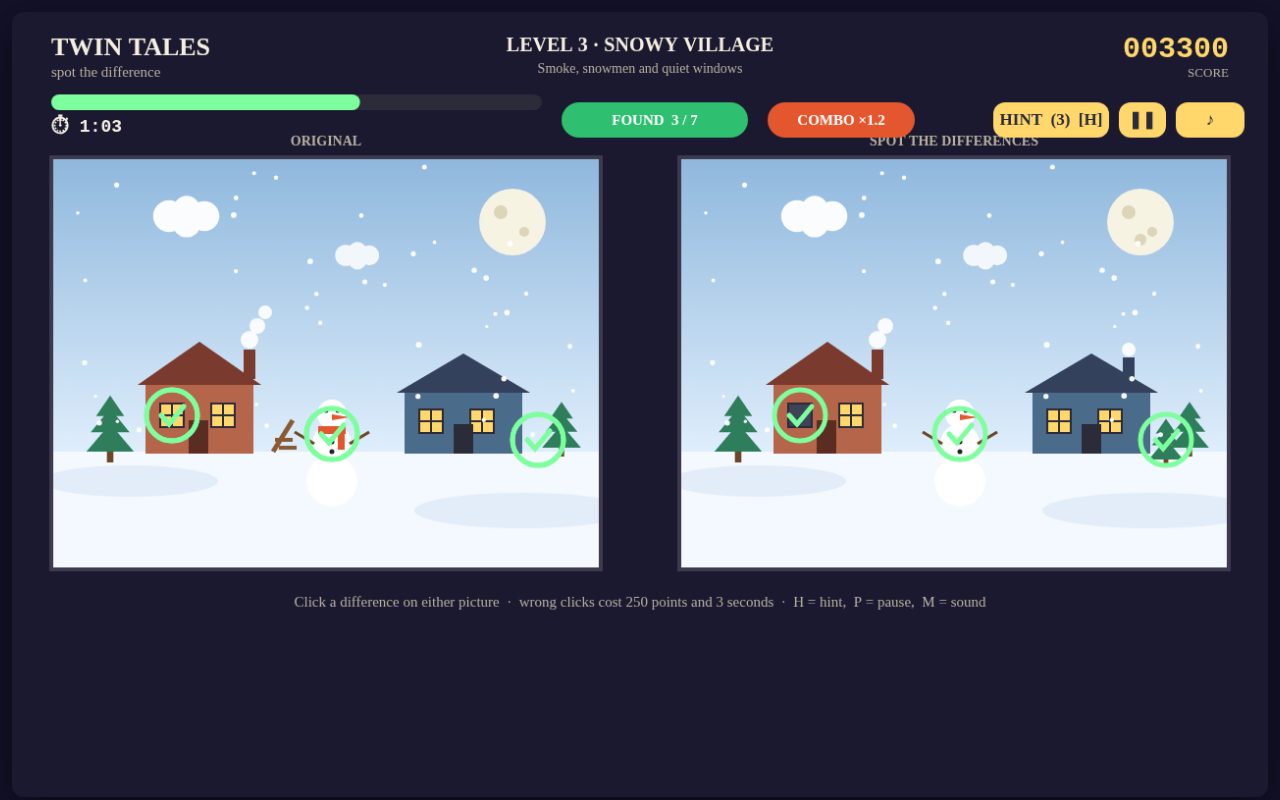 TWIN TALES
spot the difference
LEVEL 3 · SNOWY VILLAGE
Smoke, snowmen and quiet windows
003300
SCORE
⏱ 1:03
FOUND 3 / 7
COMBO ×1.2
HINT (3) [H]
❚❚
♪
ORIGINAL
SPOT THE DIFFERENCES
Click a difference on either picture · wrong clicks cost 250 points and 3 seconds · H = hint, P = pause, M = sound